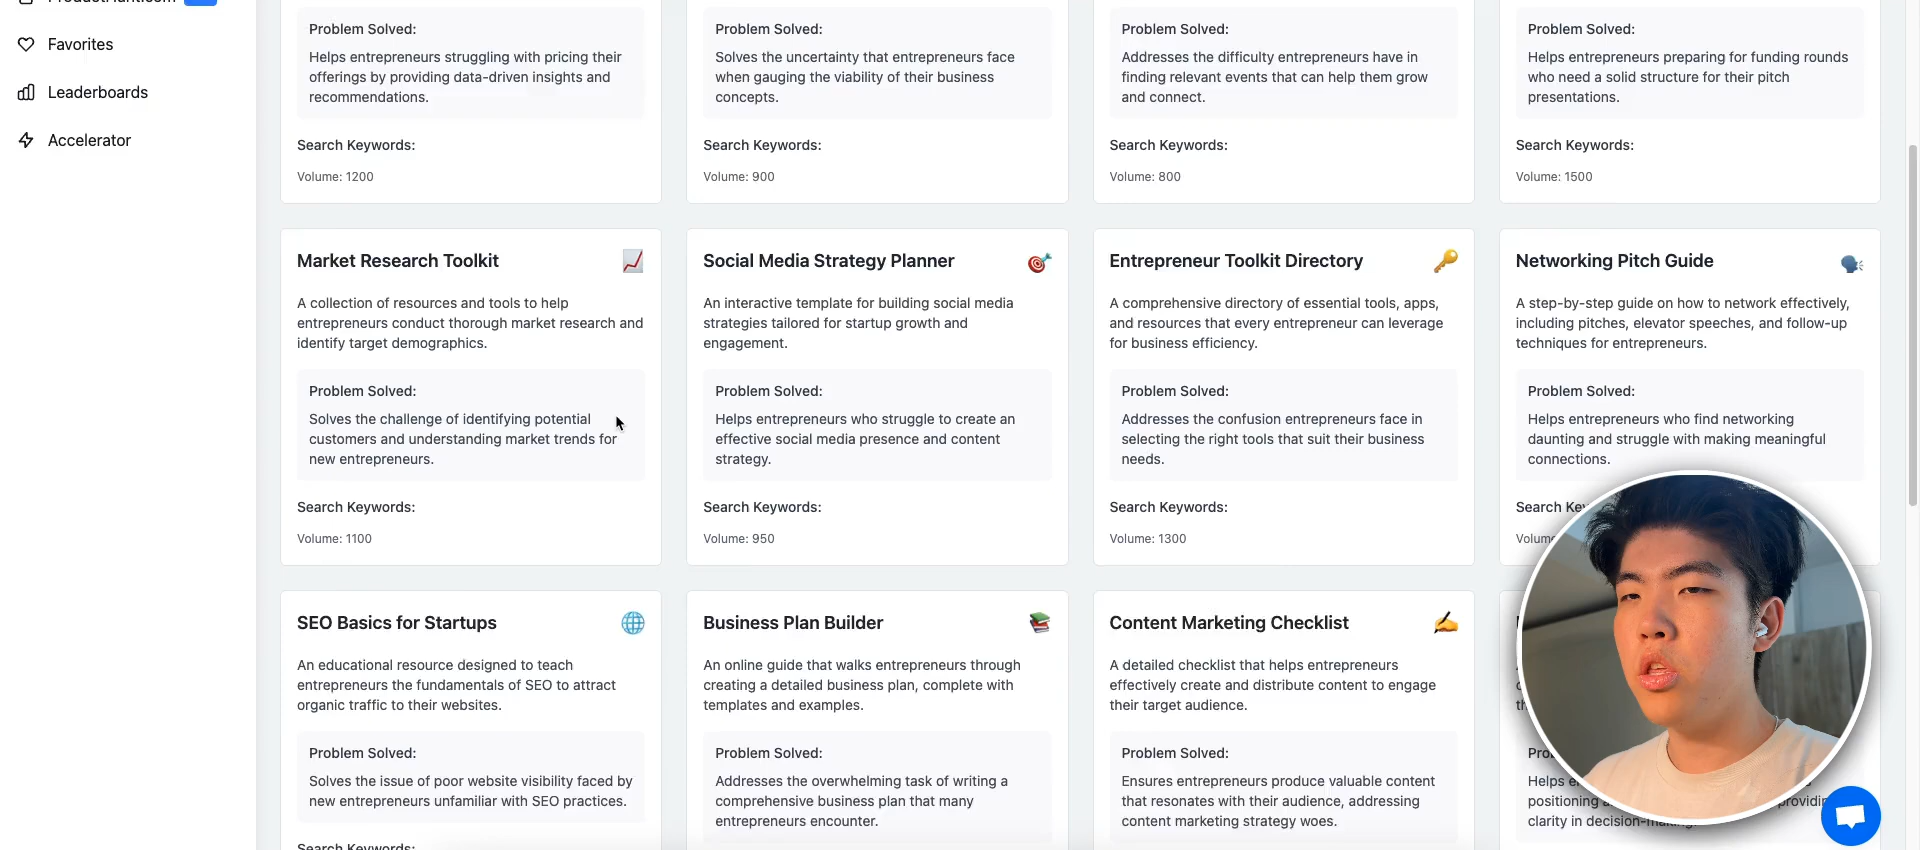 Favorites
Leaderboards
Accelerator
Problem Solved:
Helps entrepreneurs struggling with pricing their
offerings by providing data-driven insights and
recommendations.
Search Keywords:
Volume: 1200
Problem Solved:
Solves the uncertainty that entrepreneurs face
when gauging the viability of their business
concepts.
Search Keywords:
Volume: 900
Problem Solved:
Addresses the difficulty entrepreneurs have in
finding relevant events that can help them grow
and connect.
Search Keywords:
Volume: 800
Problem Solved:
Helps entrepreneurs preparing for funding rounds
who need a solid structure for their pitch
presentations.
Search Keywords:
Volume: 1500
Market Research Toolkit
A collection of resources and tools to help
entrepreneurs conduct thorough market research and
identify target demographics.
Problem Solved:
Solves the challenge of identifying potential
customers and understanding market trends for
new entrepreneurs.
Search Keywords:
Volume: 1100
Social Media Strategy Planner
An interactive template for building social media
strategies tailored for startup growth and
engagement.
Problem Solved:
Helps entrepreneurs who struggle to create an
effective social media presence and content
strategy.
Search Keywords:
Volume: 950
Entrepreneur Toolkit Directory
A comprehensive directory of essential tools, apps,
and resources that every entrepreneur can leverage
for business efficiency.
Problem Solved:
Addresses the confusion entrepreneurs face in
selecting the right tools that suit their business
needs.
Search Keywords:
Volume: 1300
Networking Pitch Guide
A step-by-step guide on how to network effectively,
including pitches, elevator speeches, and follow-up
techniques for entrepreneurs.
Problem Solved:
Helps entrepreneurs who find networking
daunting and struggle with making meaningful
connections.
Search
SEO Basics for Startups
An educational resource designed to teach
entrepreneurs the fundamentals of SEO to attract
organic traffic to their websites.
Problem Solved:
Solves the issue of poor website visibility faced by
new entrepreneurs unfamiliar with SEO practices.
Search Keywords:
Business Plan Builder
An online guide that walks entrepreneurs through
creating a detailed business plan, complete with
templates and examples.
Problem Solved:
Addresses the overwhelming task of writing a
comprehensive business plan that many
entrepreneurs encounter.
Content Marketing Checklist
A detailed checklist that helps entrepreneurs
effectively create and distribute content to engage
their target audience.
Problem Solved:
Ensures entrepreneurs produce valuable content
that resonates with their audience, addressing
content marketing strategy woes.
Helps
positioning
clarity in decision-making.